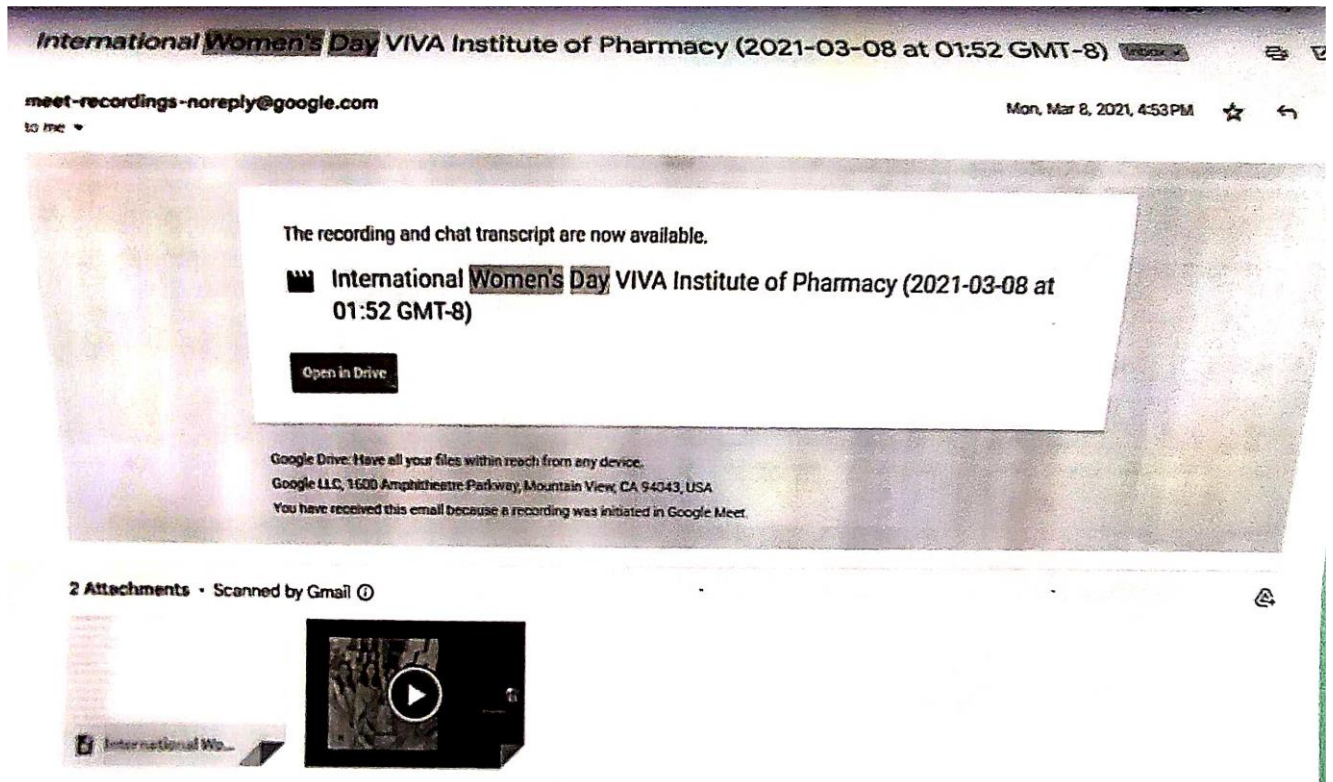 International Women's Day VIVA Institute of Pharmacy (2021-03-08 at 01:52 GMT-8) Inbox
meet-recordings-noreply@google.com
Mon, Mar 8, 2021, 4:53 PM
to me
The recording and chat transcript are now available.
International Women's Day VIVA Institute of Pharmacy (2021-03-08 at
01:52 GMT-8)
Open in Drive
Google Drive: Have all your files within reach from any device.
Google LLC, 1600 Amphitheatre Parkway, Mountain View, CA 94043, USA
You have received this email because a recording was initiated in Google Meet.
2 Attachments • Scanned by Gmail
International Wo...